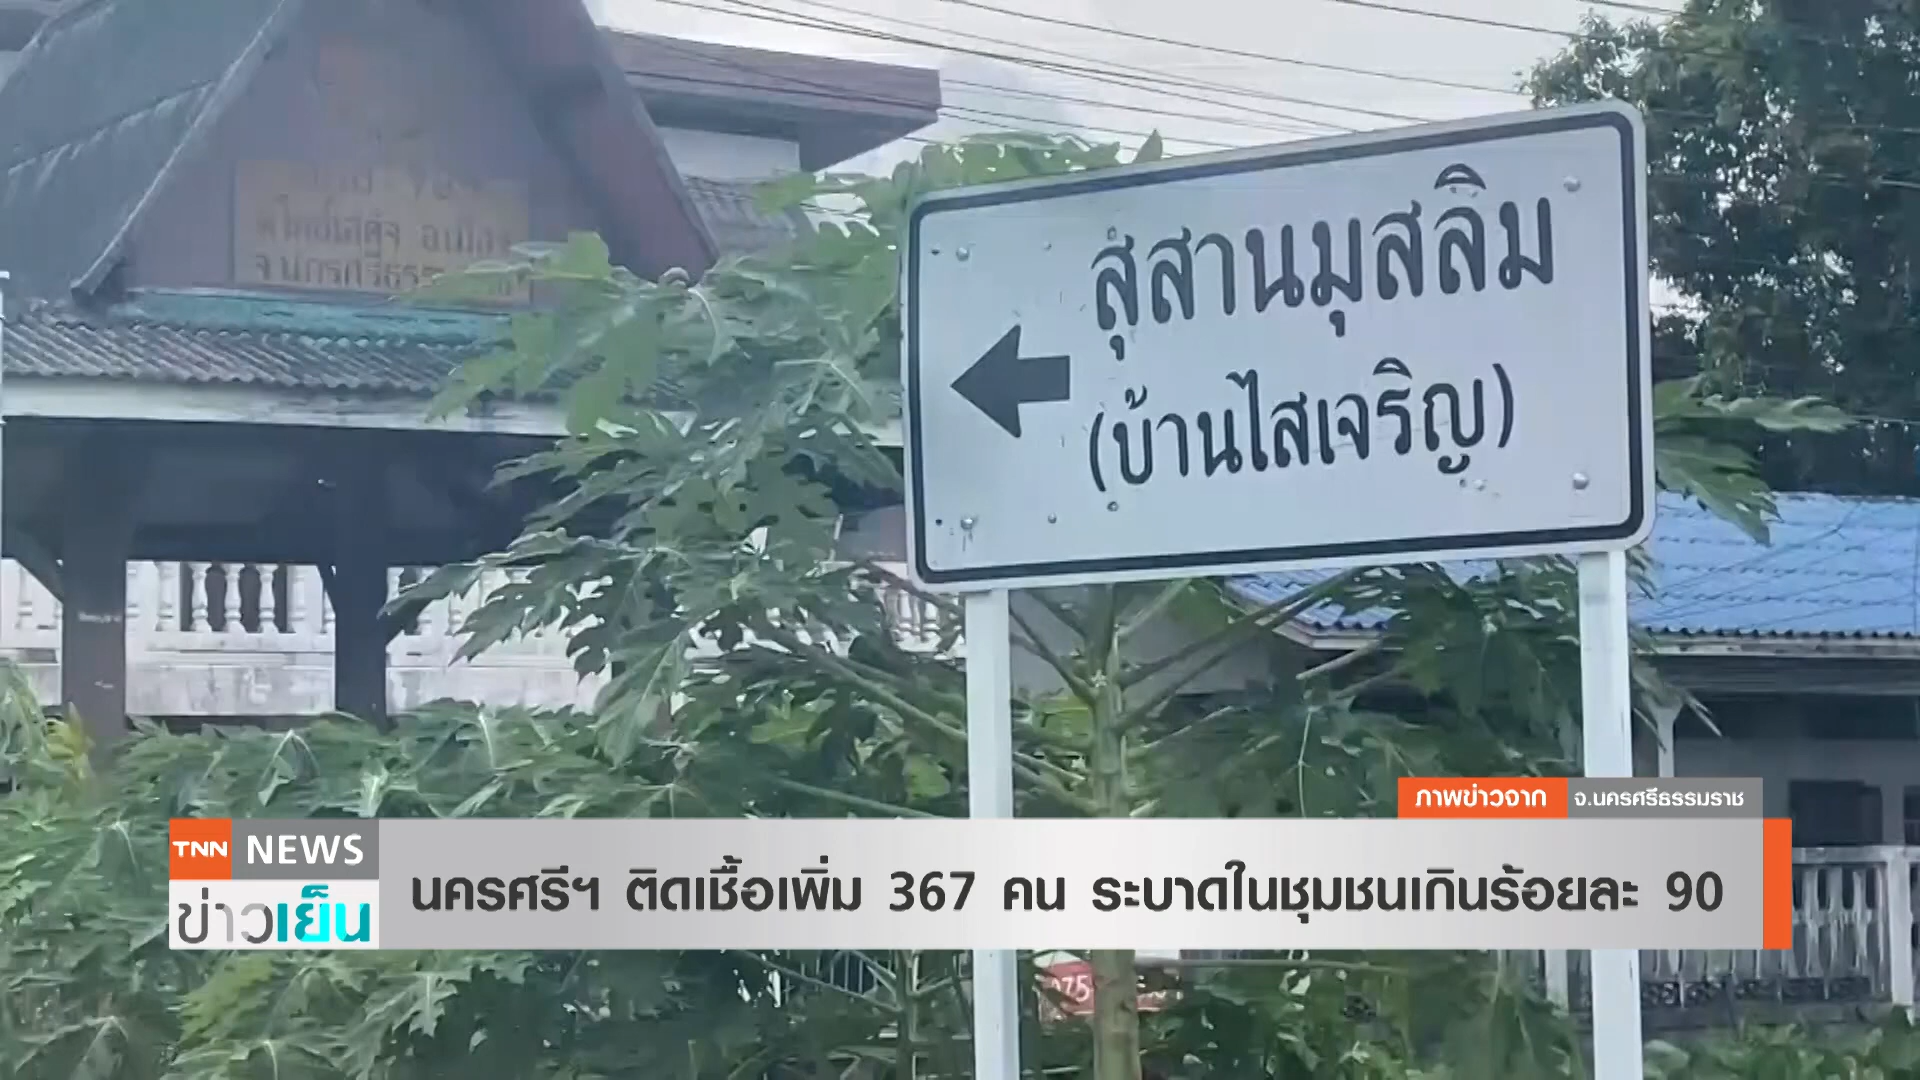 สุสานมุสลิม
(บ้านไสเจริญ)
ภาพข่าวจาก จ.นครศรีธรรมราช
TNN NEWS
ข่าวเย็น
นครศรีฯ ติดเชื้อเพิ่ม 367 คน ระบาดในชุมชนเกินร้อยละ 90